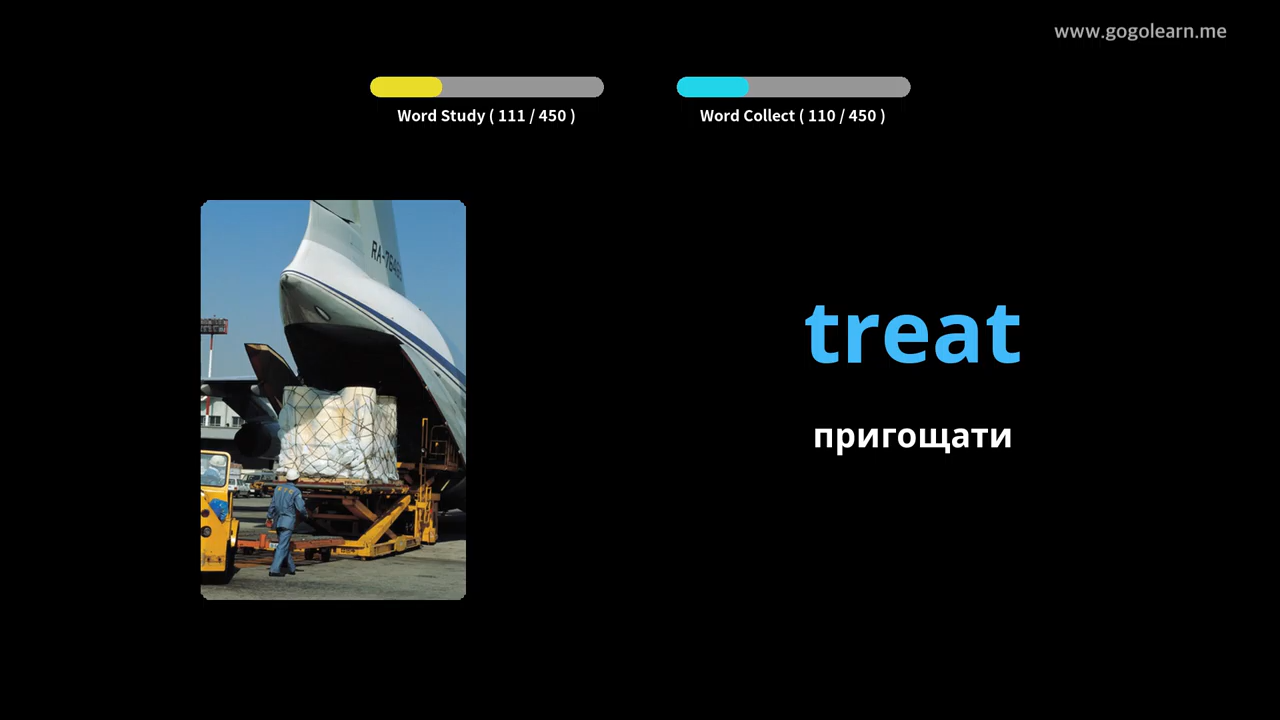 www.gogolearn.me
Word Study ( 111 / 450 )
Word Collect ( 110 / 450 )
treat
пригощати